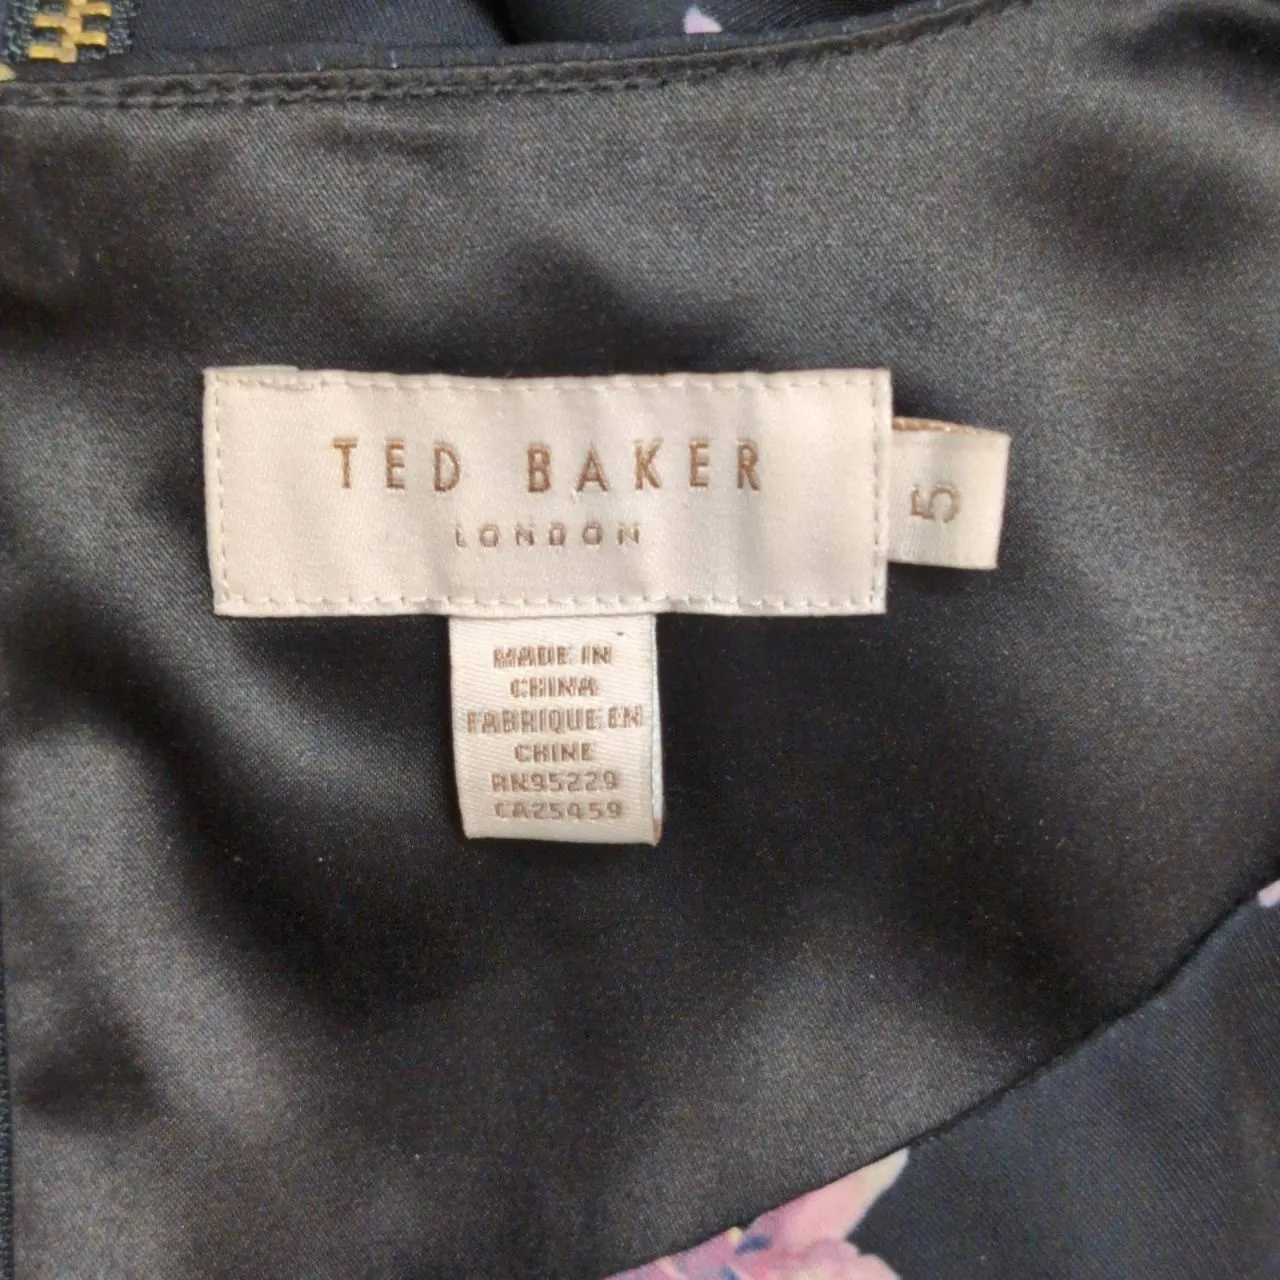 TED BAKER
LONDON
5
MADE IN
CHINA
FABRIQUE EN
CHINE
RN95229
CA25459